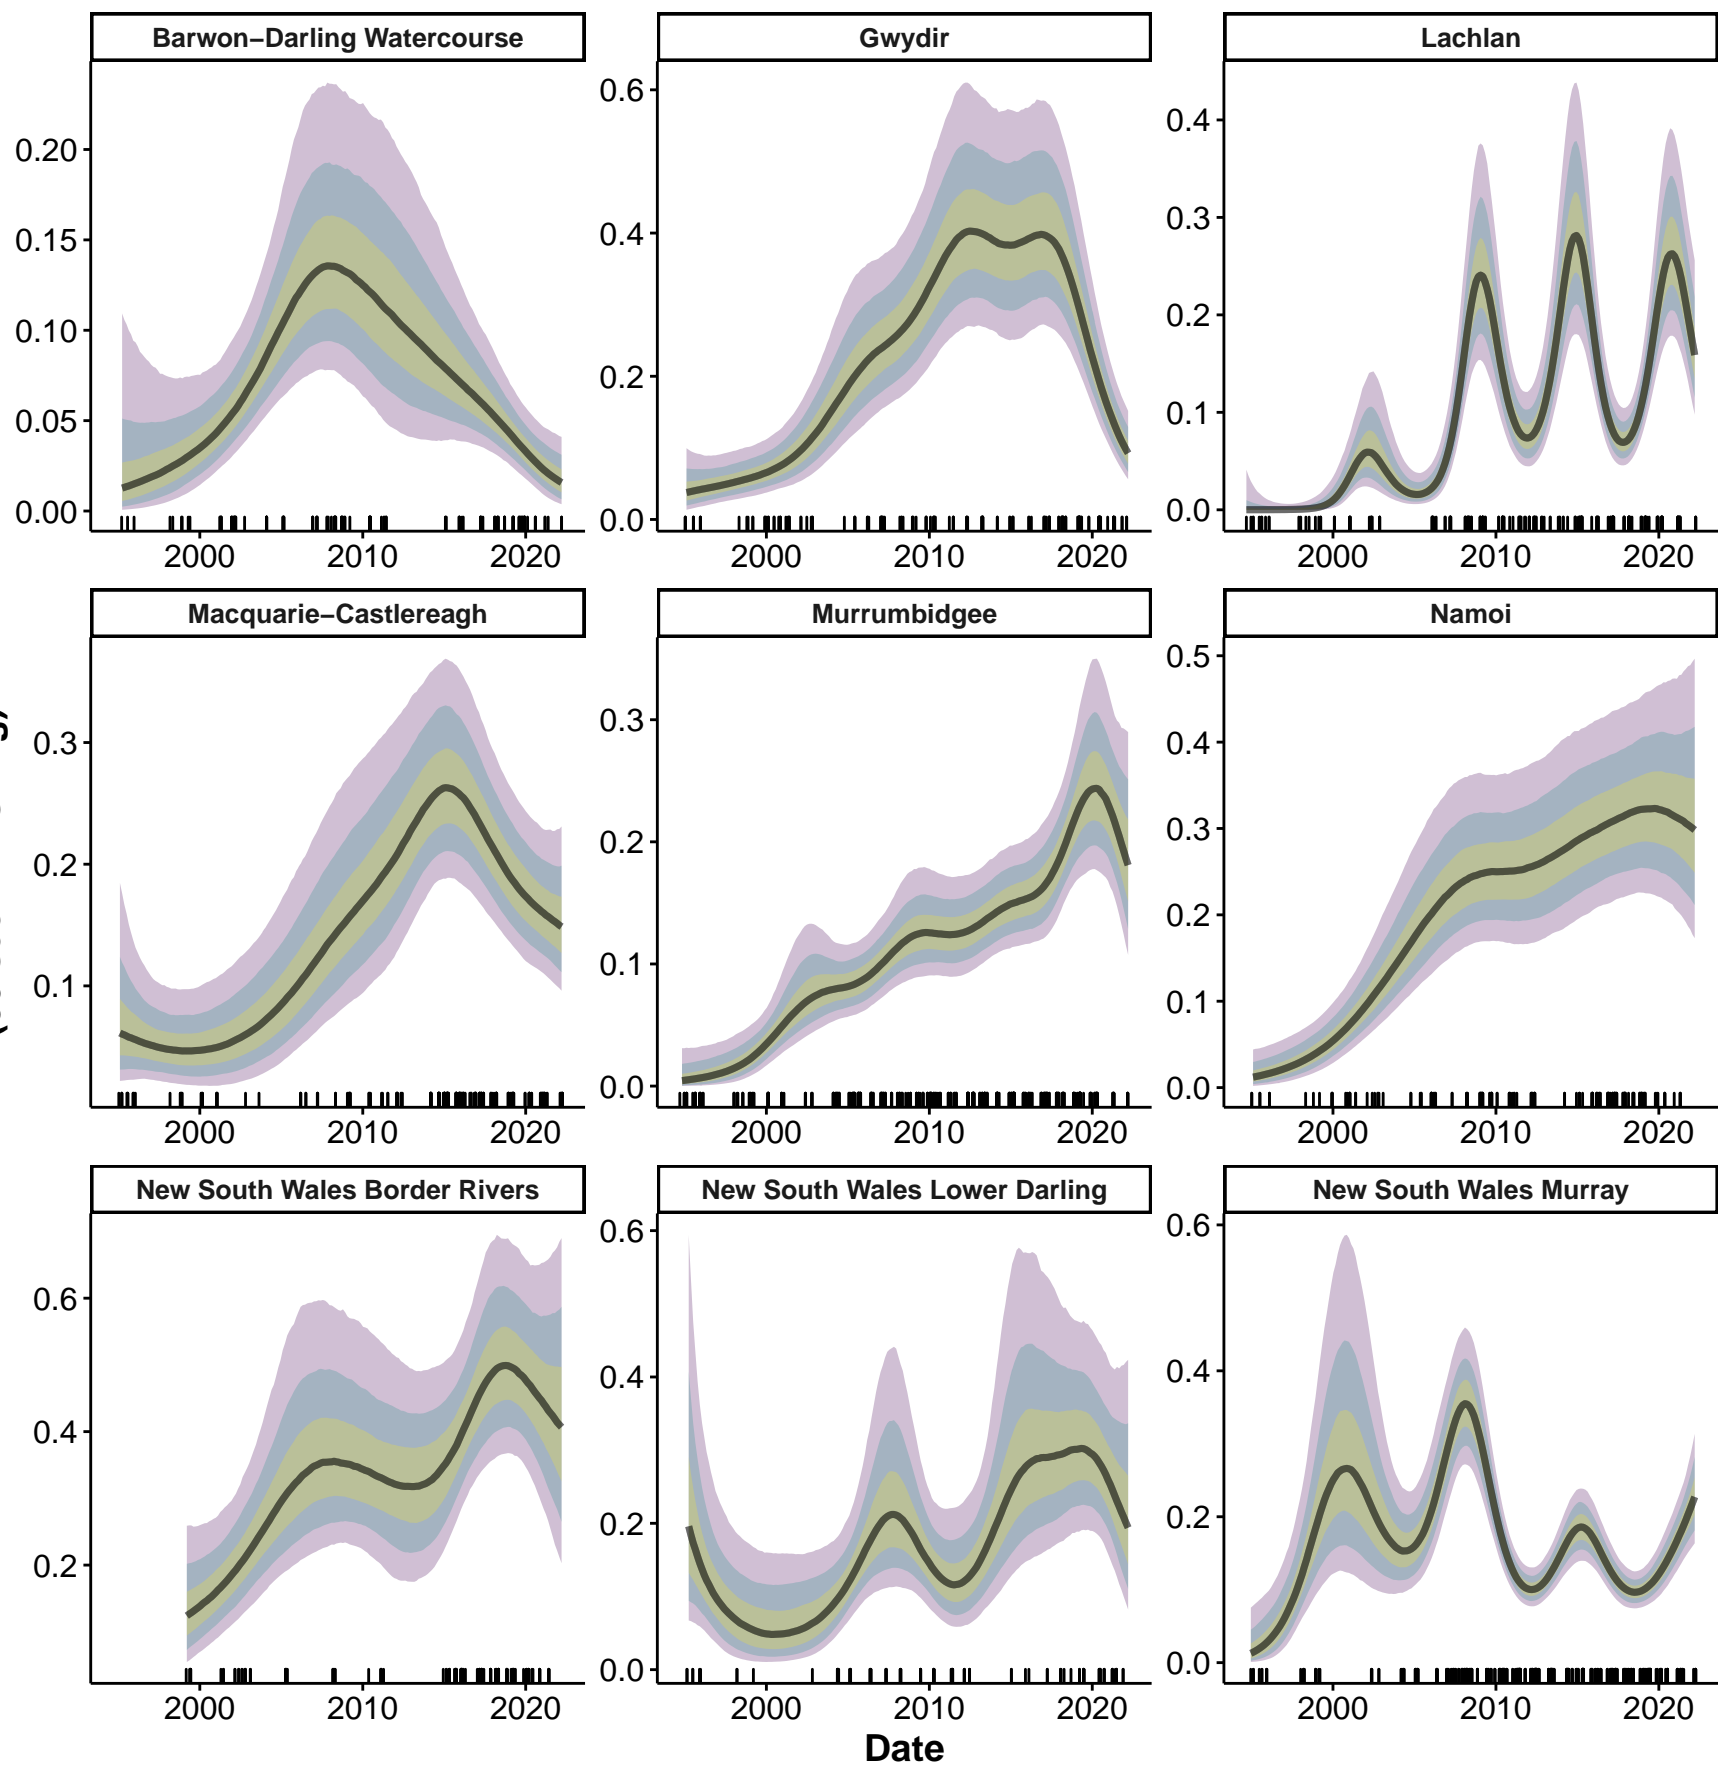 Barwon−Darling Watercourse
Gwydir
Lachlan
0.20
0.15
0.10
0.05
0.00
0.6
0.4
0.2
0.0
0.4
0.3
0.2
0.1
0.0
2000 2010 2020
2000 2010 2020
2000 2010 2020
Macquarie−Castlereagh
Murrumbidgee
Namoi
0.3
0.2
0.1
0.3
0.2
0.1
0.0
0.5
0.4
0.3
0.2
0.1
0.0
2000 2010 2020
2000 2010 2020
2000 2010 2020
New South Wales Border Rivers
New South Wales Lower Darling
New South Wales Murray
0.6
0.4
0.2
0.6
0.4
0.2
0.0
0.6
0.4
0.2
0.0
2000 2010 2020
2000 2010 2020
2000 2010 2020
Date